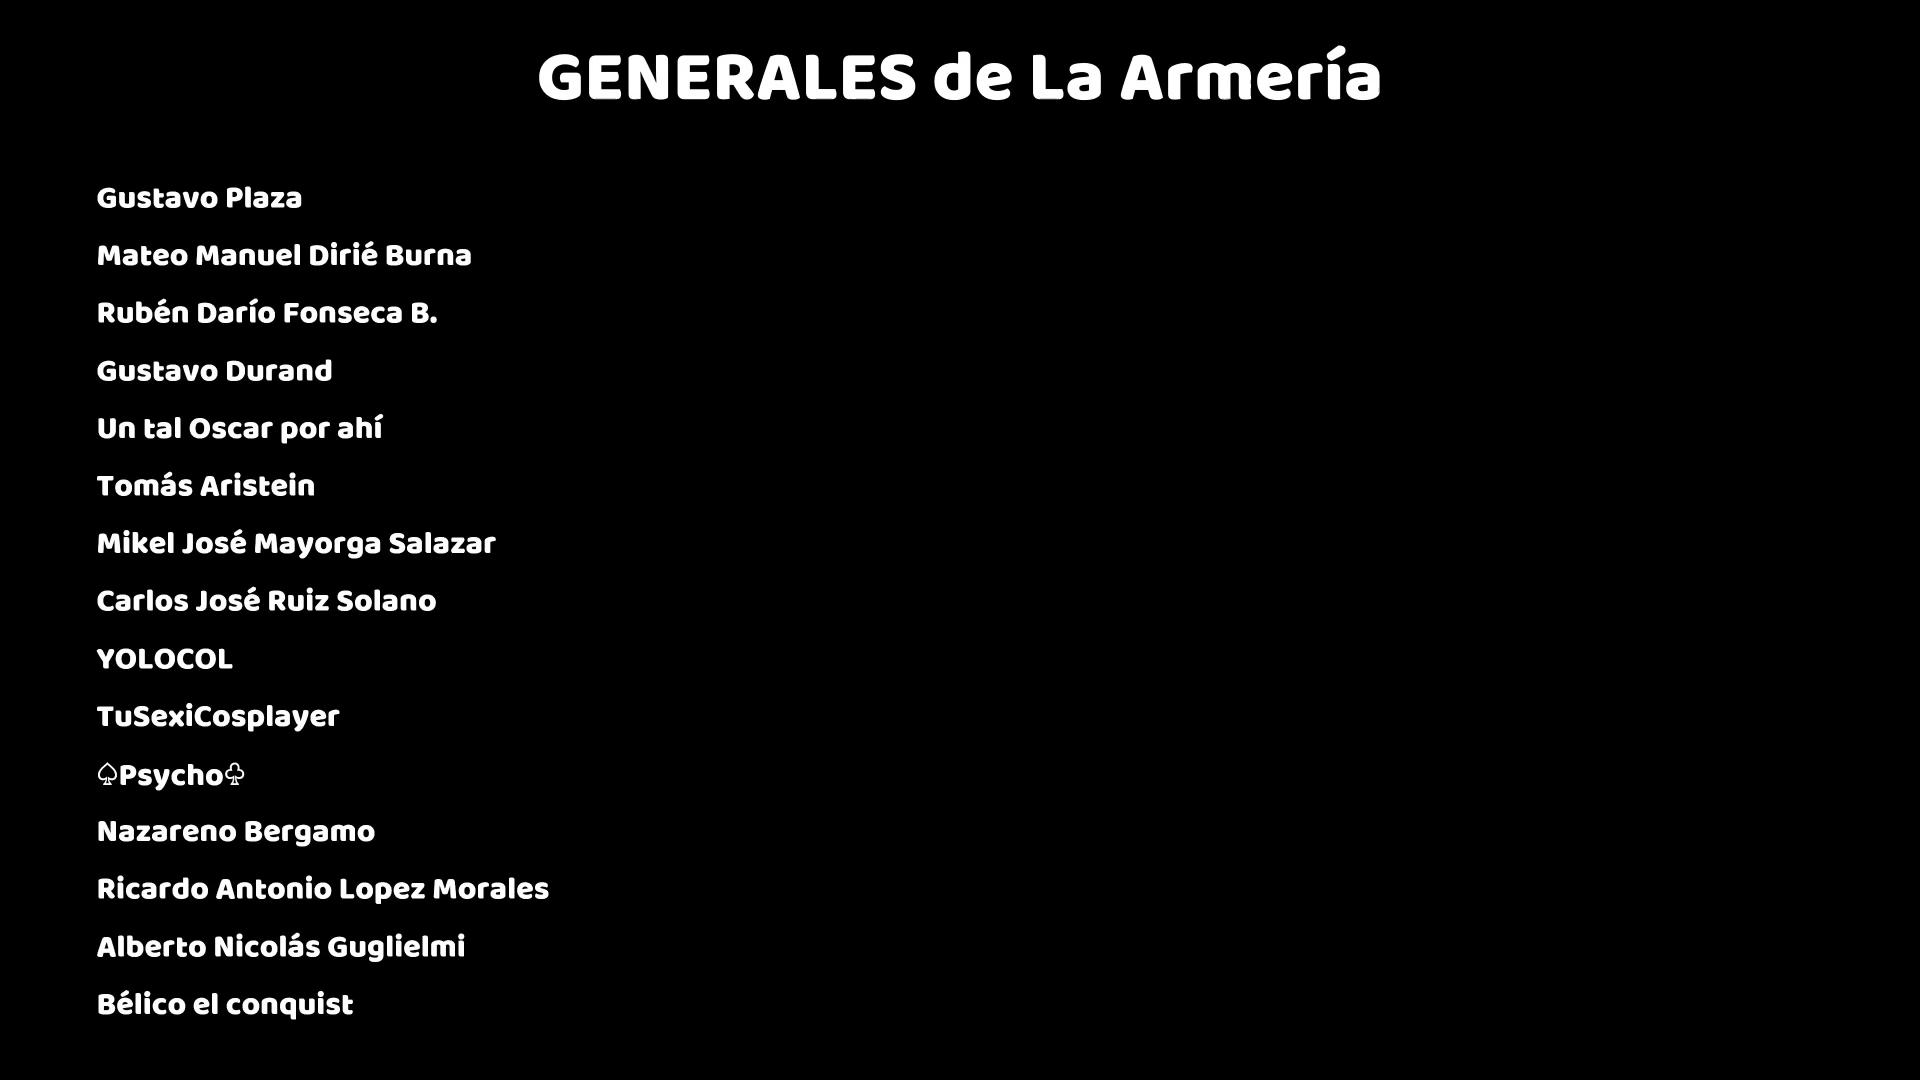 GENERALES de La Armería
Gustavo Plaza
Mateo Manuel Dirié Burna
Rubén Darío Fonseca B.
Gustavo Durand
Un tal Oscar por ahí
Tomás Aristein
Mikel José Mayorga Salazar
Carlos José Ruiz Solano
YOLOCOL
TuSexiCosplayer
♤Psycho♧
Nazareno Bergamo
Ricardo Antonio Lopez Morales
Alberto Nicolás Guglielmi
Bélico el conquist